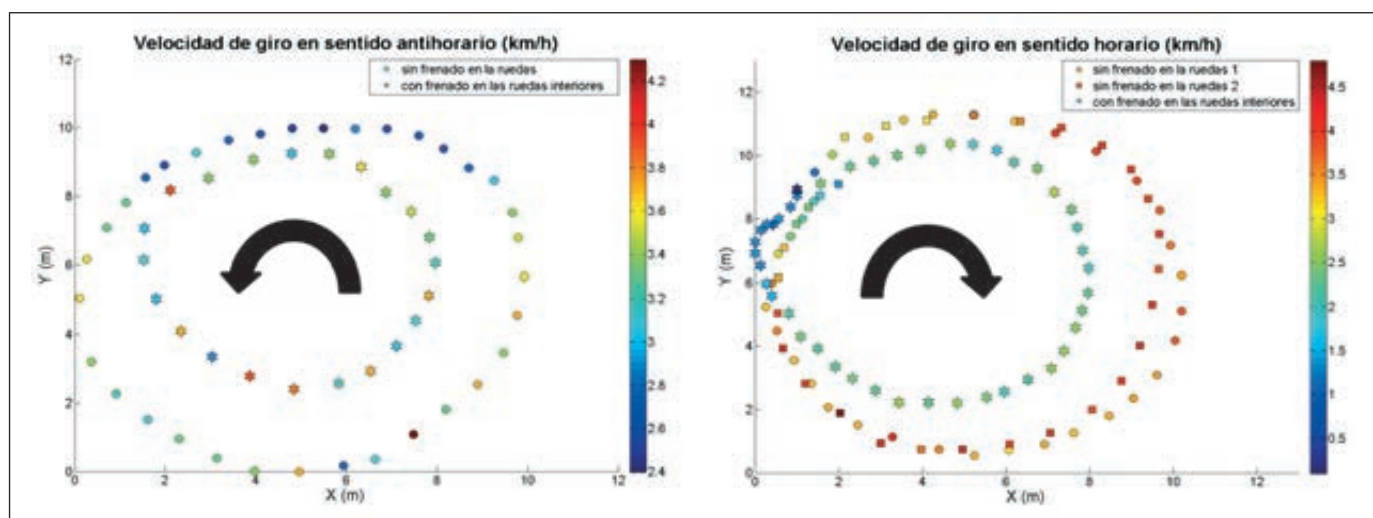 Velocidad de giro en sentido antihorario (km/h)
sin frenado en la ruedas
con frenado en las ruedas interiores
12
10
8
6
4
2
0
Y (m)
0 2 4 6 8 10 12
X (m)
4.2
4
3.8
3.6
3.4
3.2
3
2.8
2.6
2.4
Velocidad de giro en sentido horario (km/h)
sin frenado en la ruedas 1
sin frenado en la ruedas 2
con frenado en las ruedas interiores
12
10
8
6
4
2
0
Y (m)
0 2 4 6 8 10 12
X (m)
4.5
4
3.5
3
2.5
2
1.5
1
0.5